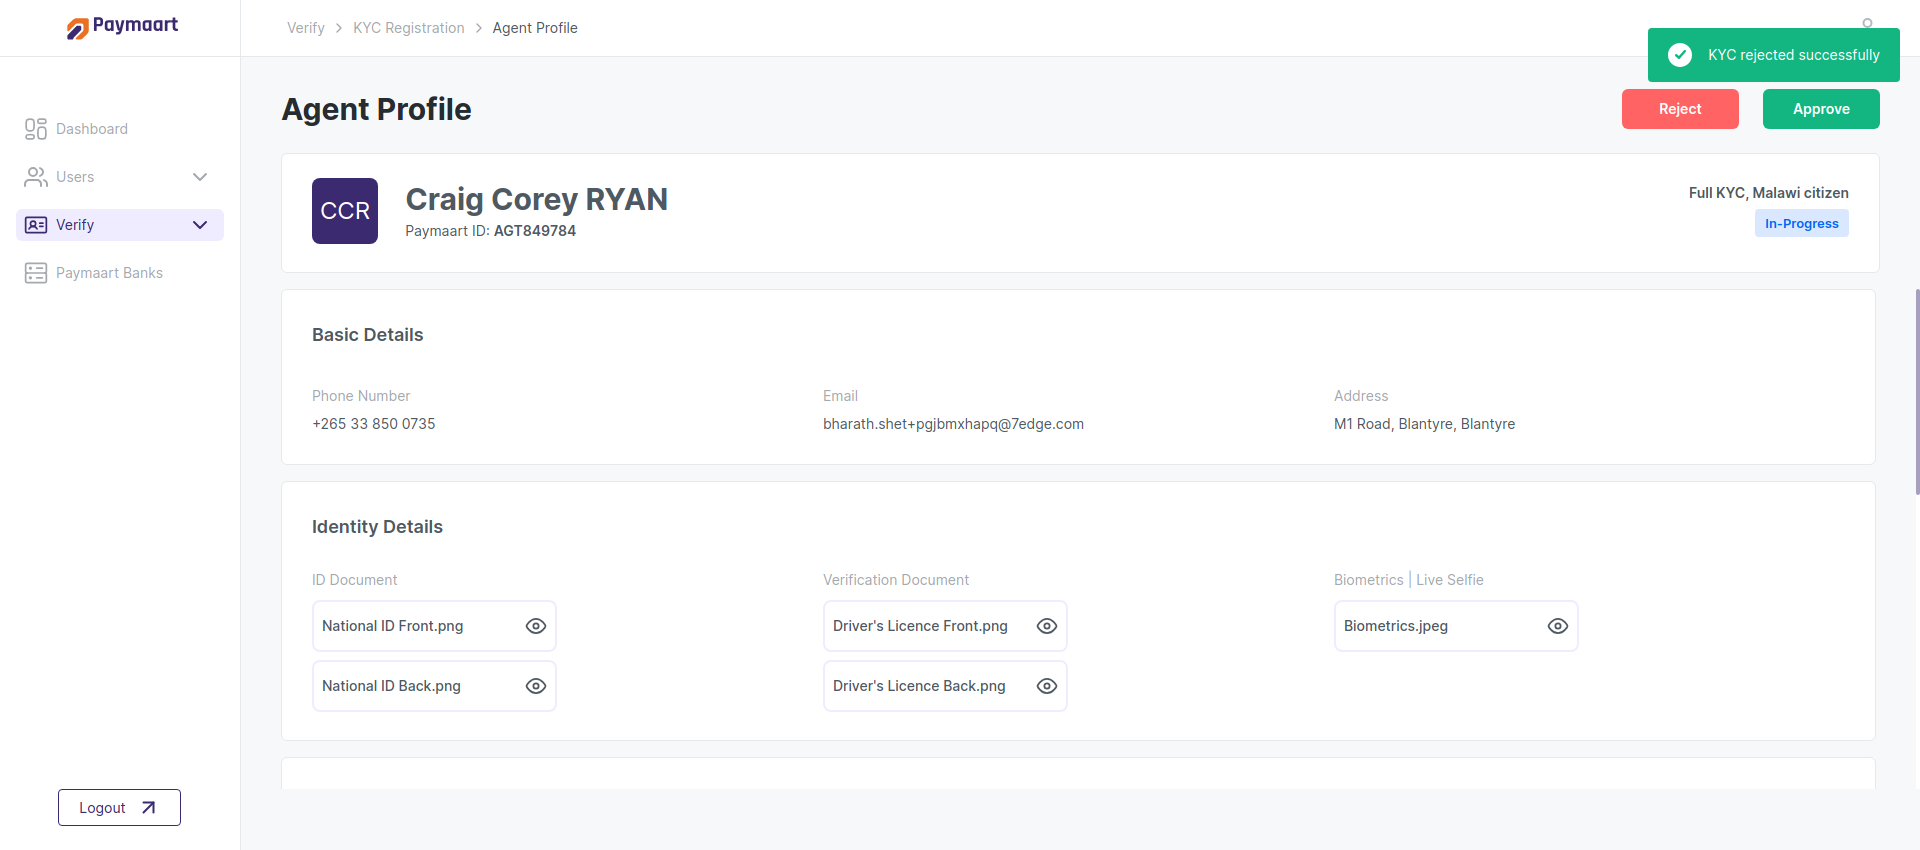 Paymaart
Verify > KYC Registration > Agent Profile
KYC rejected successfully
Dashboard
Users
Verify
Paymaart Banks
Logout
Agent Profile
Reject
Approve
CCR
Craig Corey RYAN
Paymaart ID: AGT849784
Full KYC, Malawi citizen
In-Progress
Basic Details
Phone Number
+265 33 850 0735
Email
bharath.shet+pgjbmxhapq@7edge.com
Address
M1 Road, Blantyre, Blantyre
Identity Details
ID Document
National ID Front.png
National ID Back.png
Verification Document
Driver's Licence Front.png
Driver's Licence Back.png
Biometrics | Live Selfie
Biometrics.jpeg